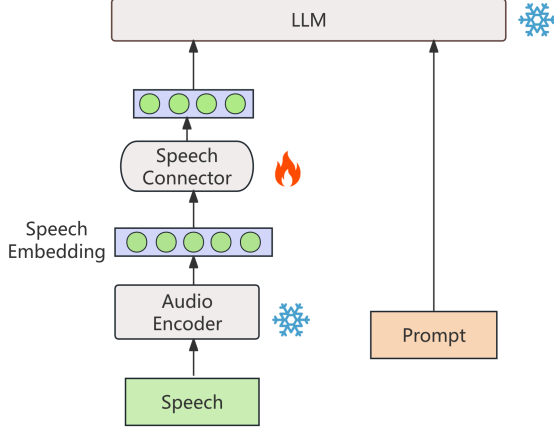 LLM
Speech
Connector
Speech
Embedding
Audio
Encoder
Prompt
Speech